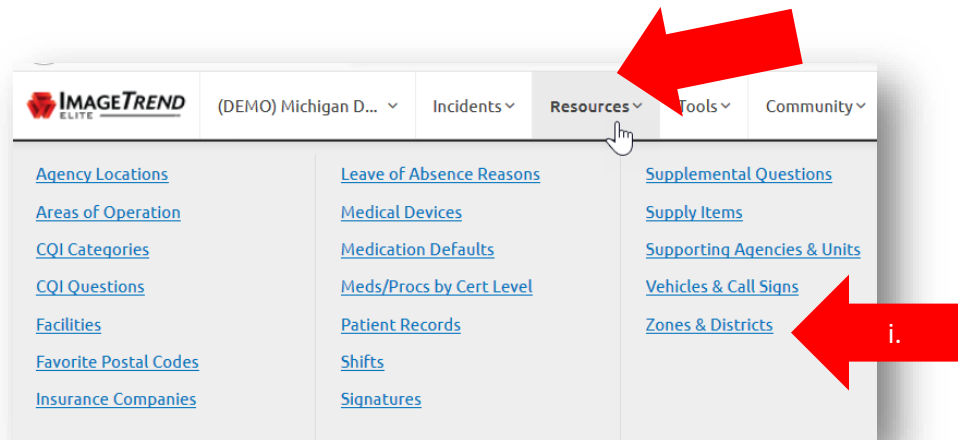 IMAGETREND
ELITE
(DEMO) Michigan D...
Incidents
Resources
Tools
Community
Agency Locations
Areas of Operation
CQI Categories
CQI Questions
Facilities
Favorite Postal Codes
Insurance Companies
Leave of Absence Reasons
Medical Devices
Medication Defaults
Meds/Procs by Cert Level
Patient Records
Shifts
Signatures
Supplemental Questions
Supply Items
Supporting Agencies & Units
Vehicles & Call Signs
Zones & Districts
i.